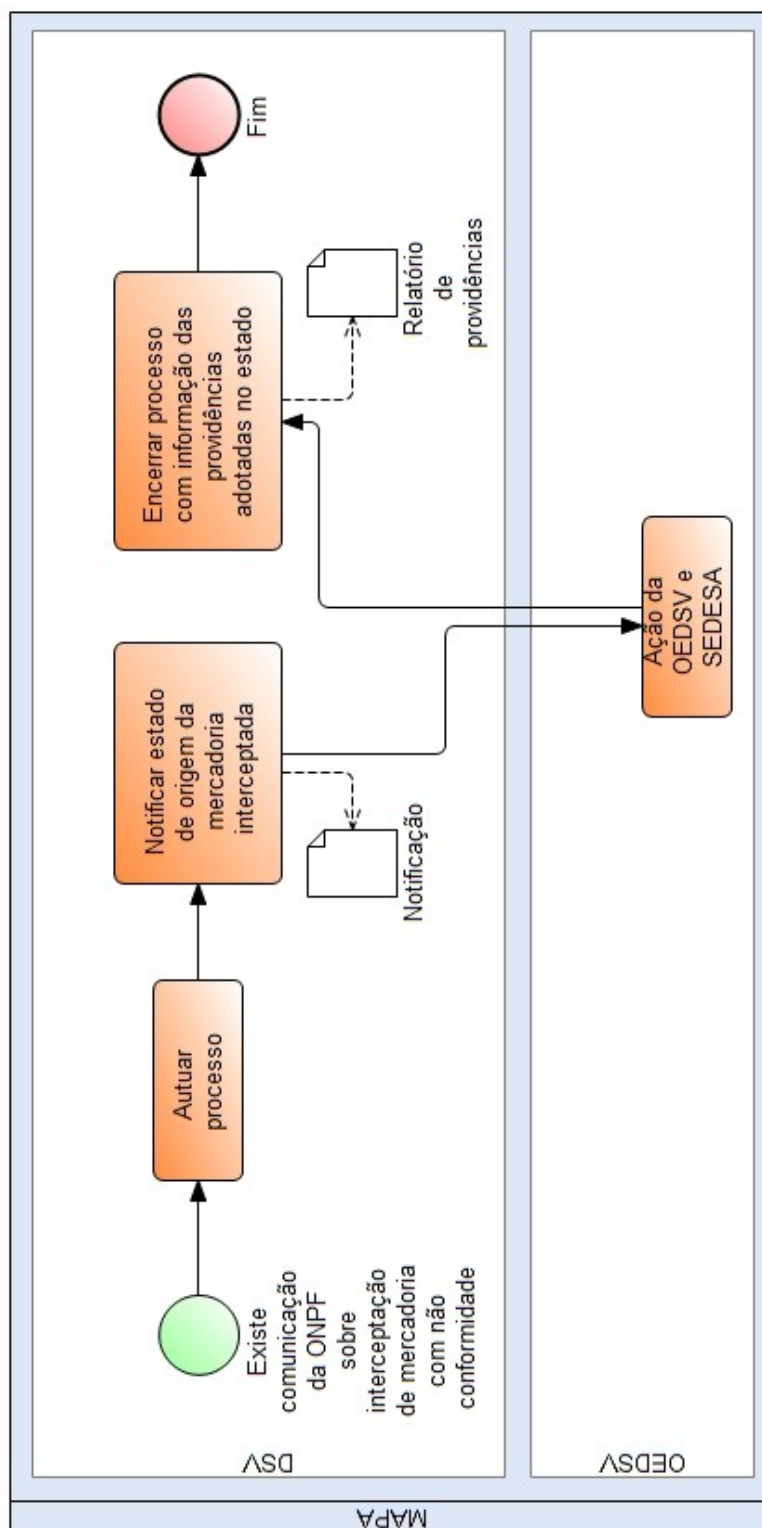 MAPA
DSV
Existe
comunicação
da ONPF
sobre
interceptação
de mercadoria
com não
conformidade
Autuar
processo
Notificar estado
de origem da
mercadoria
interceptada
Notificação
Encerrar processo
com informação das
providências
adotadas no estado
Relatório
de
providências
Fim
OEDSV
Ação da
OEDSV e
SEDESA